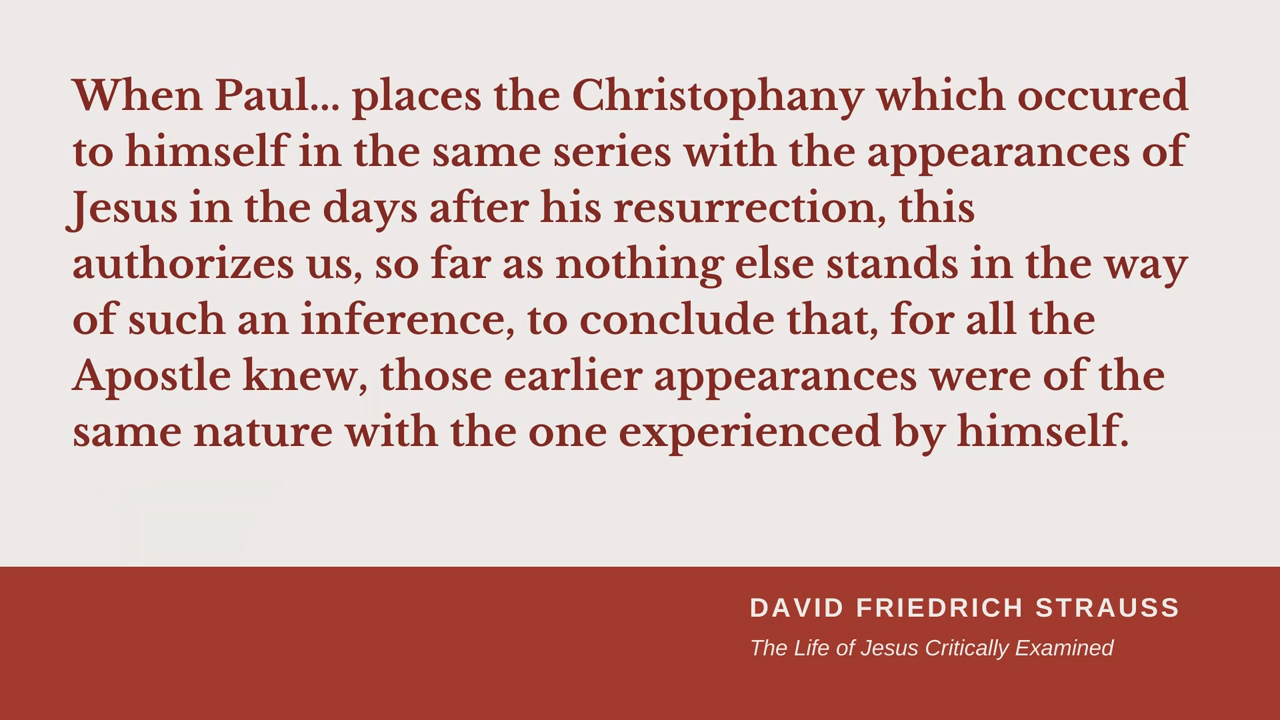 When Paul... places the Christophany which occured
to himself in the same series with the appearances of
Jesus in the days after his resurrection, this
authorizes us, so far as nothing else stands in the way
of such an inference, to conclude that, for all the
Apostle knew, those earlier appearances were of the
same nature with the one experienced by himself.
DAVID FRIEDRICH STRAUSS
The Life of Jesus Critically Examined